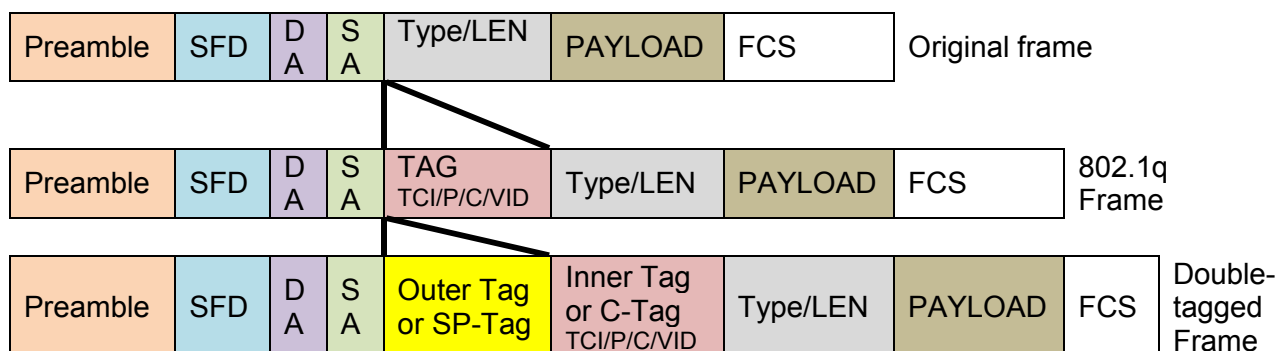 Preamble SFD D A S A Type/LEN PAYLOAD FCS Original frame
Preamble SFD D A S A TAG TCI/P/C/VID Type/LEN PAYLOAD FCS 802.1q Frame
Preamble SFD D A S A Outer Tag or SP-Tag Inner Tag or C-Tag TCI/P/C/VID Type/LEN PAYLOAD FCS Double-tagged Frame